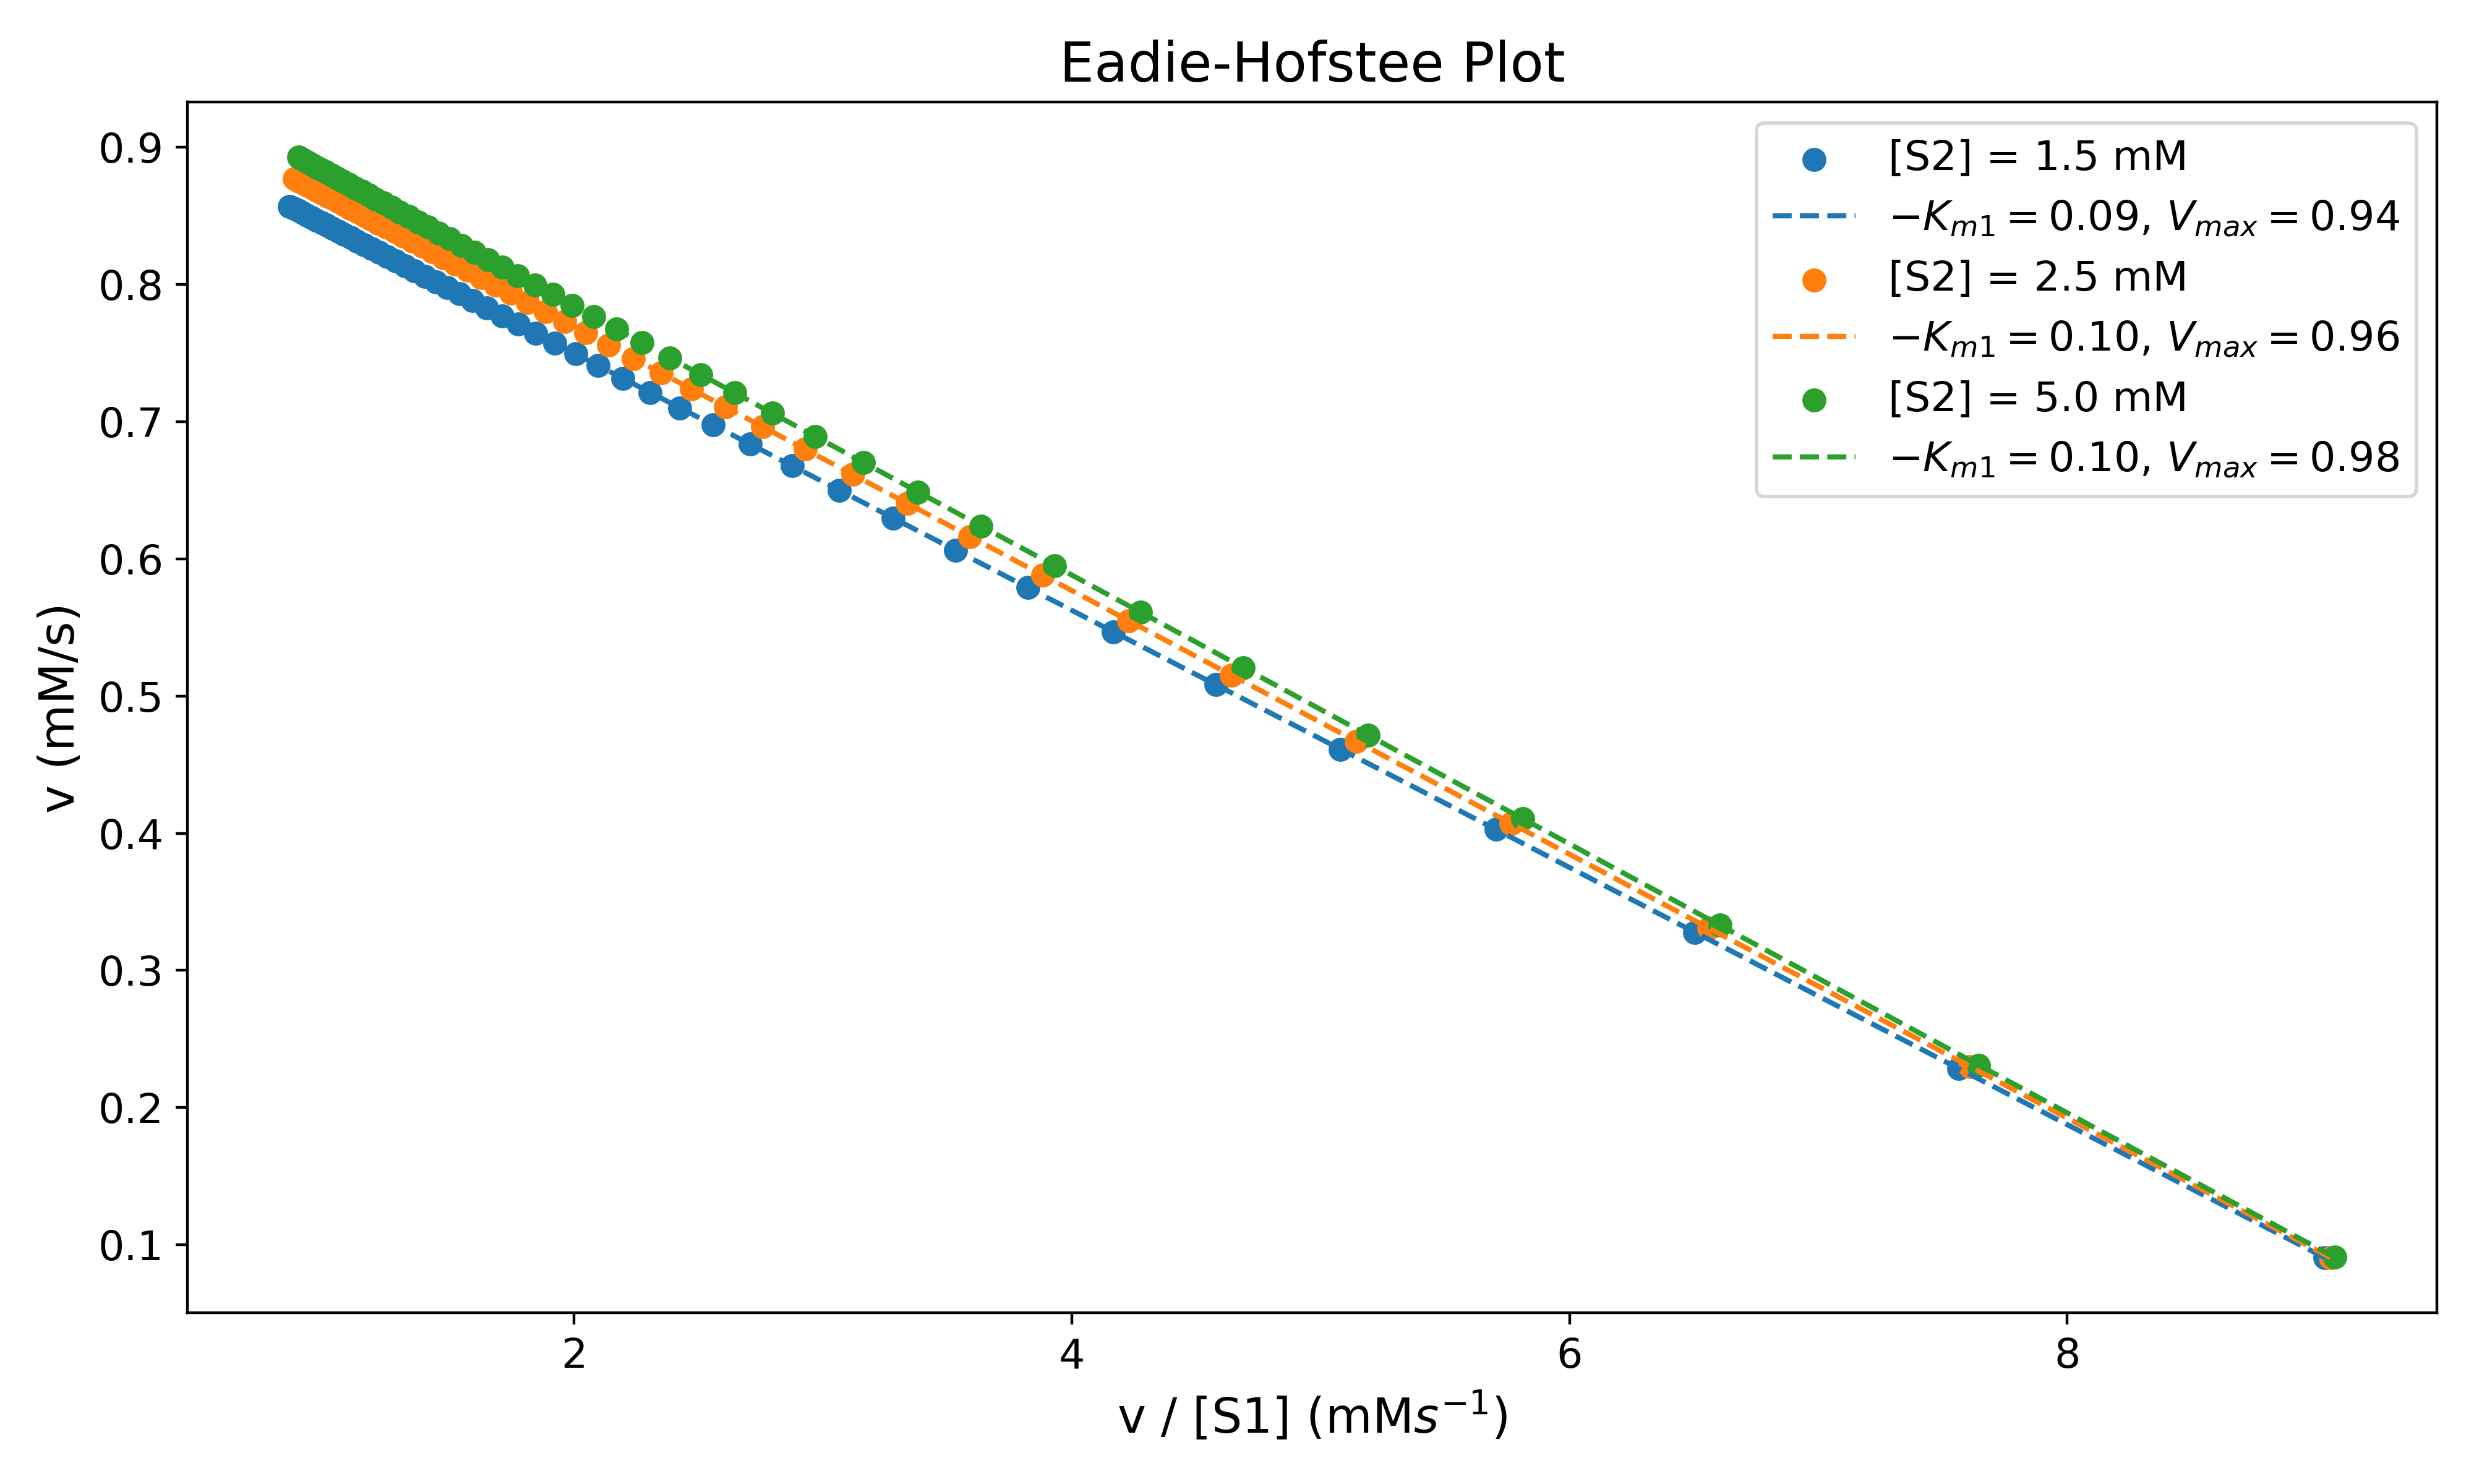 Eadie-Hofstee Plot
[S2] = 1.5 mM
−Km1 = 0.09, Vmax = 0.94
[S2] = 2.5 mM
−Km1 = 0.10, Vmax = 0.96
[S2] = 5.0 mM
−Km1 = 0.10, Vmax = 0.98
0.9
0.8
0.7
0.6
0.5
0.4
0.3
0.2
0.1
v (mM/s)
2 4 6 8
v / [S1] (mMs⁻¹)